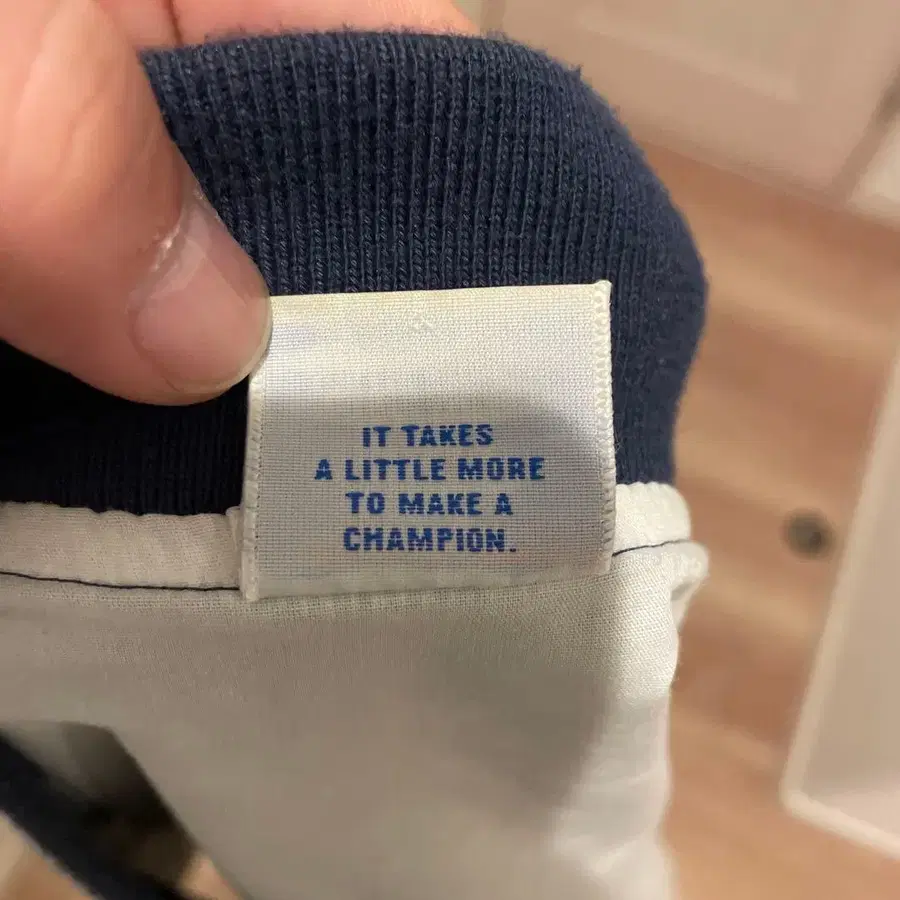 IT TAKES
A LITTLE MORE
TO MAKE A
CHAMPION.